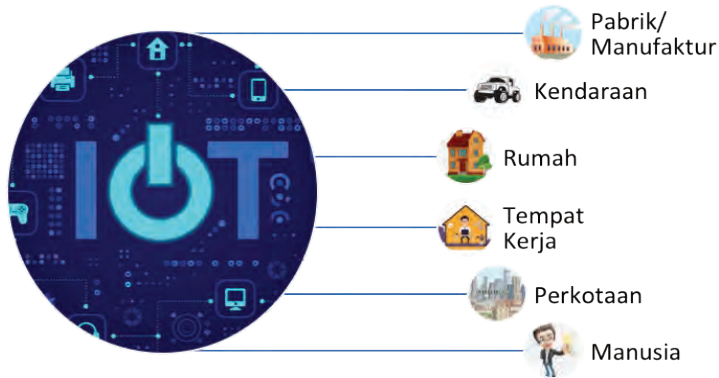 IOT
Pabrik/
Manufaktur
Kendaraan
Rumah
Tempat
Kerja
Perkotaan
Manusia